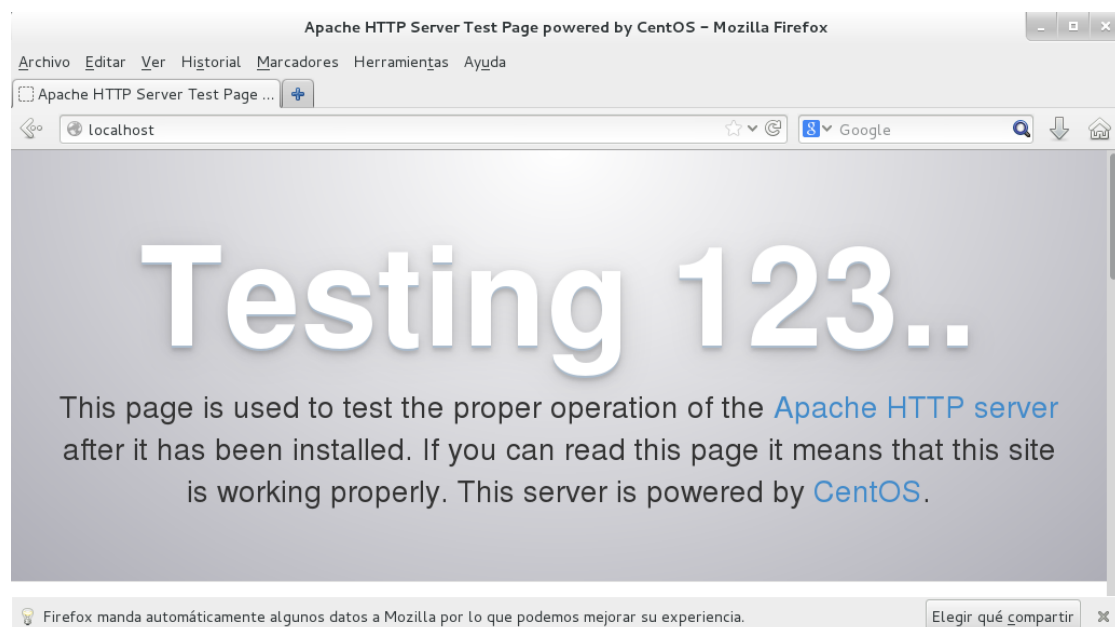 Apache HTTP Server Test Page powered by CentOS – Mozilla Firefox
Archivo Editar Ver Historial Marcadores Herramientas Ayuda
Apache HTTP Server Test Page ...
localhost
8 Google
Testing 123..
This page is used to test the proper operation of the Apache HTTP server
after it has been installed. If you can read this page it means that this site
is working properly. This server is powered by CentOS.
Firefox manda automáticamente algunos datos a Mozilla por lo que podemos mejorar su experiencia.
Elegir qué compartir